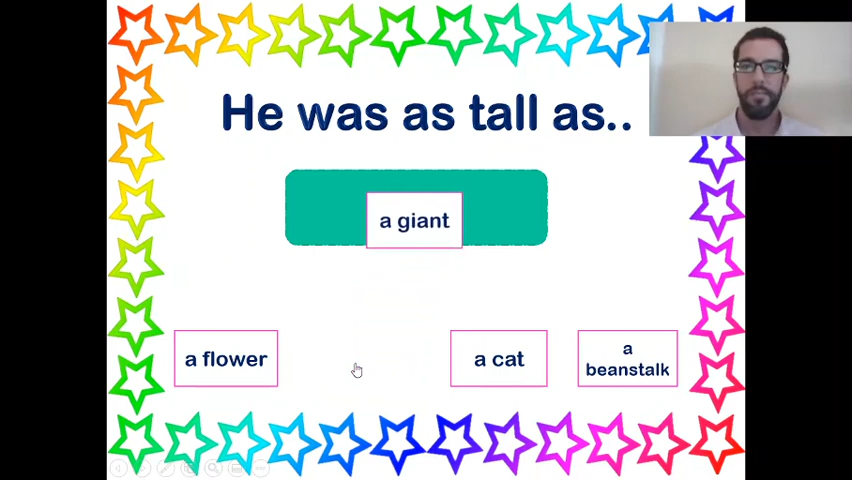 He was as tall as..
a giant
a flower
a cat
a
beanstalk